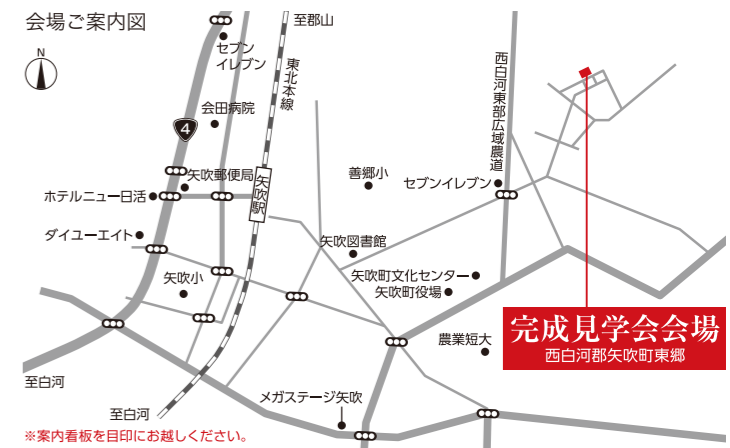 会場ご案内図
至郡山
N
セブン
イレブン
東北本線
西白河東部広域農道
会田病院
4
矢吹郵便局
善郷小
セブンイレブン
ホテルニュー日活
矢吹駅
ダイユーエイト
矢吹図書館
矢吹小
矢吹町文化センター
矢吹町役場
完成見学会会場
西白河郡矢吹町東郷
農業短大
至白河
メガステージ矢吹
至白河
※案内看板を目印にお越しください。